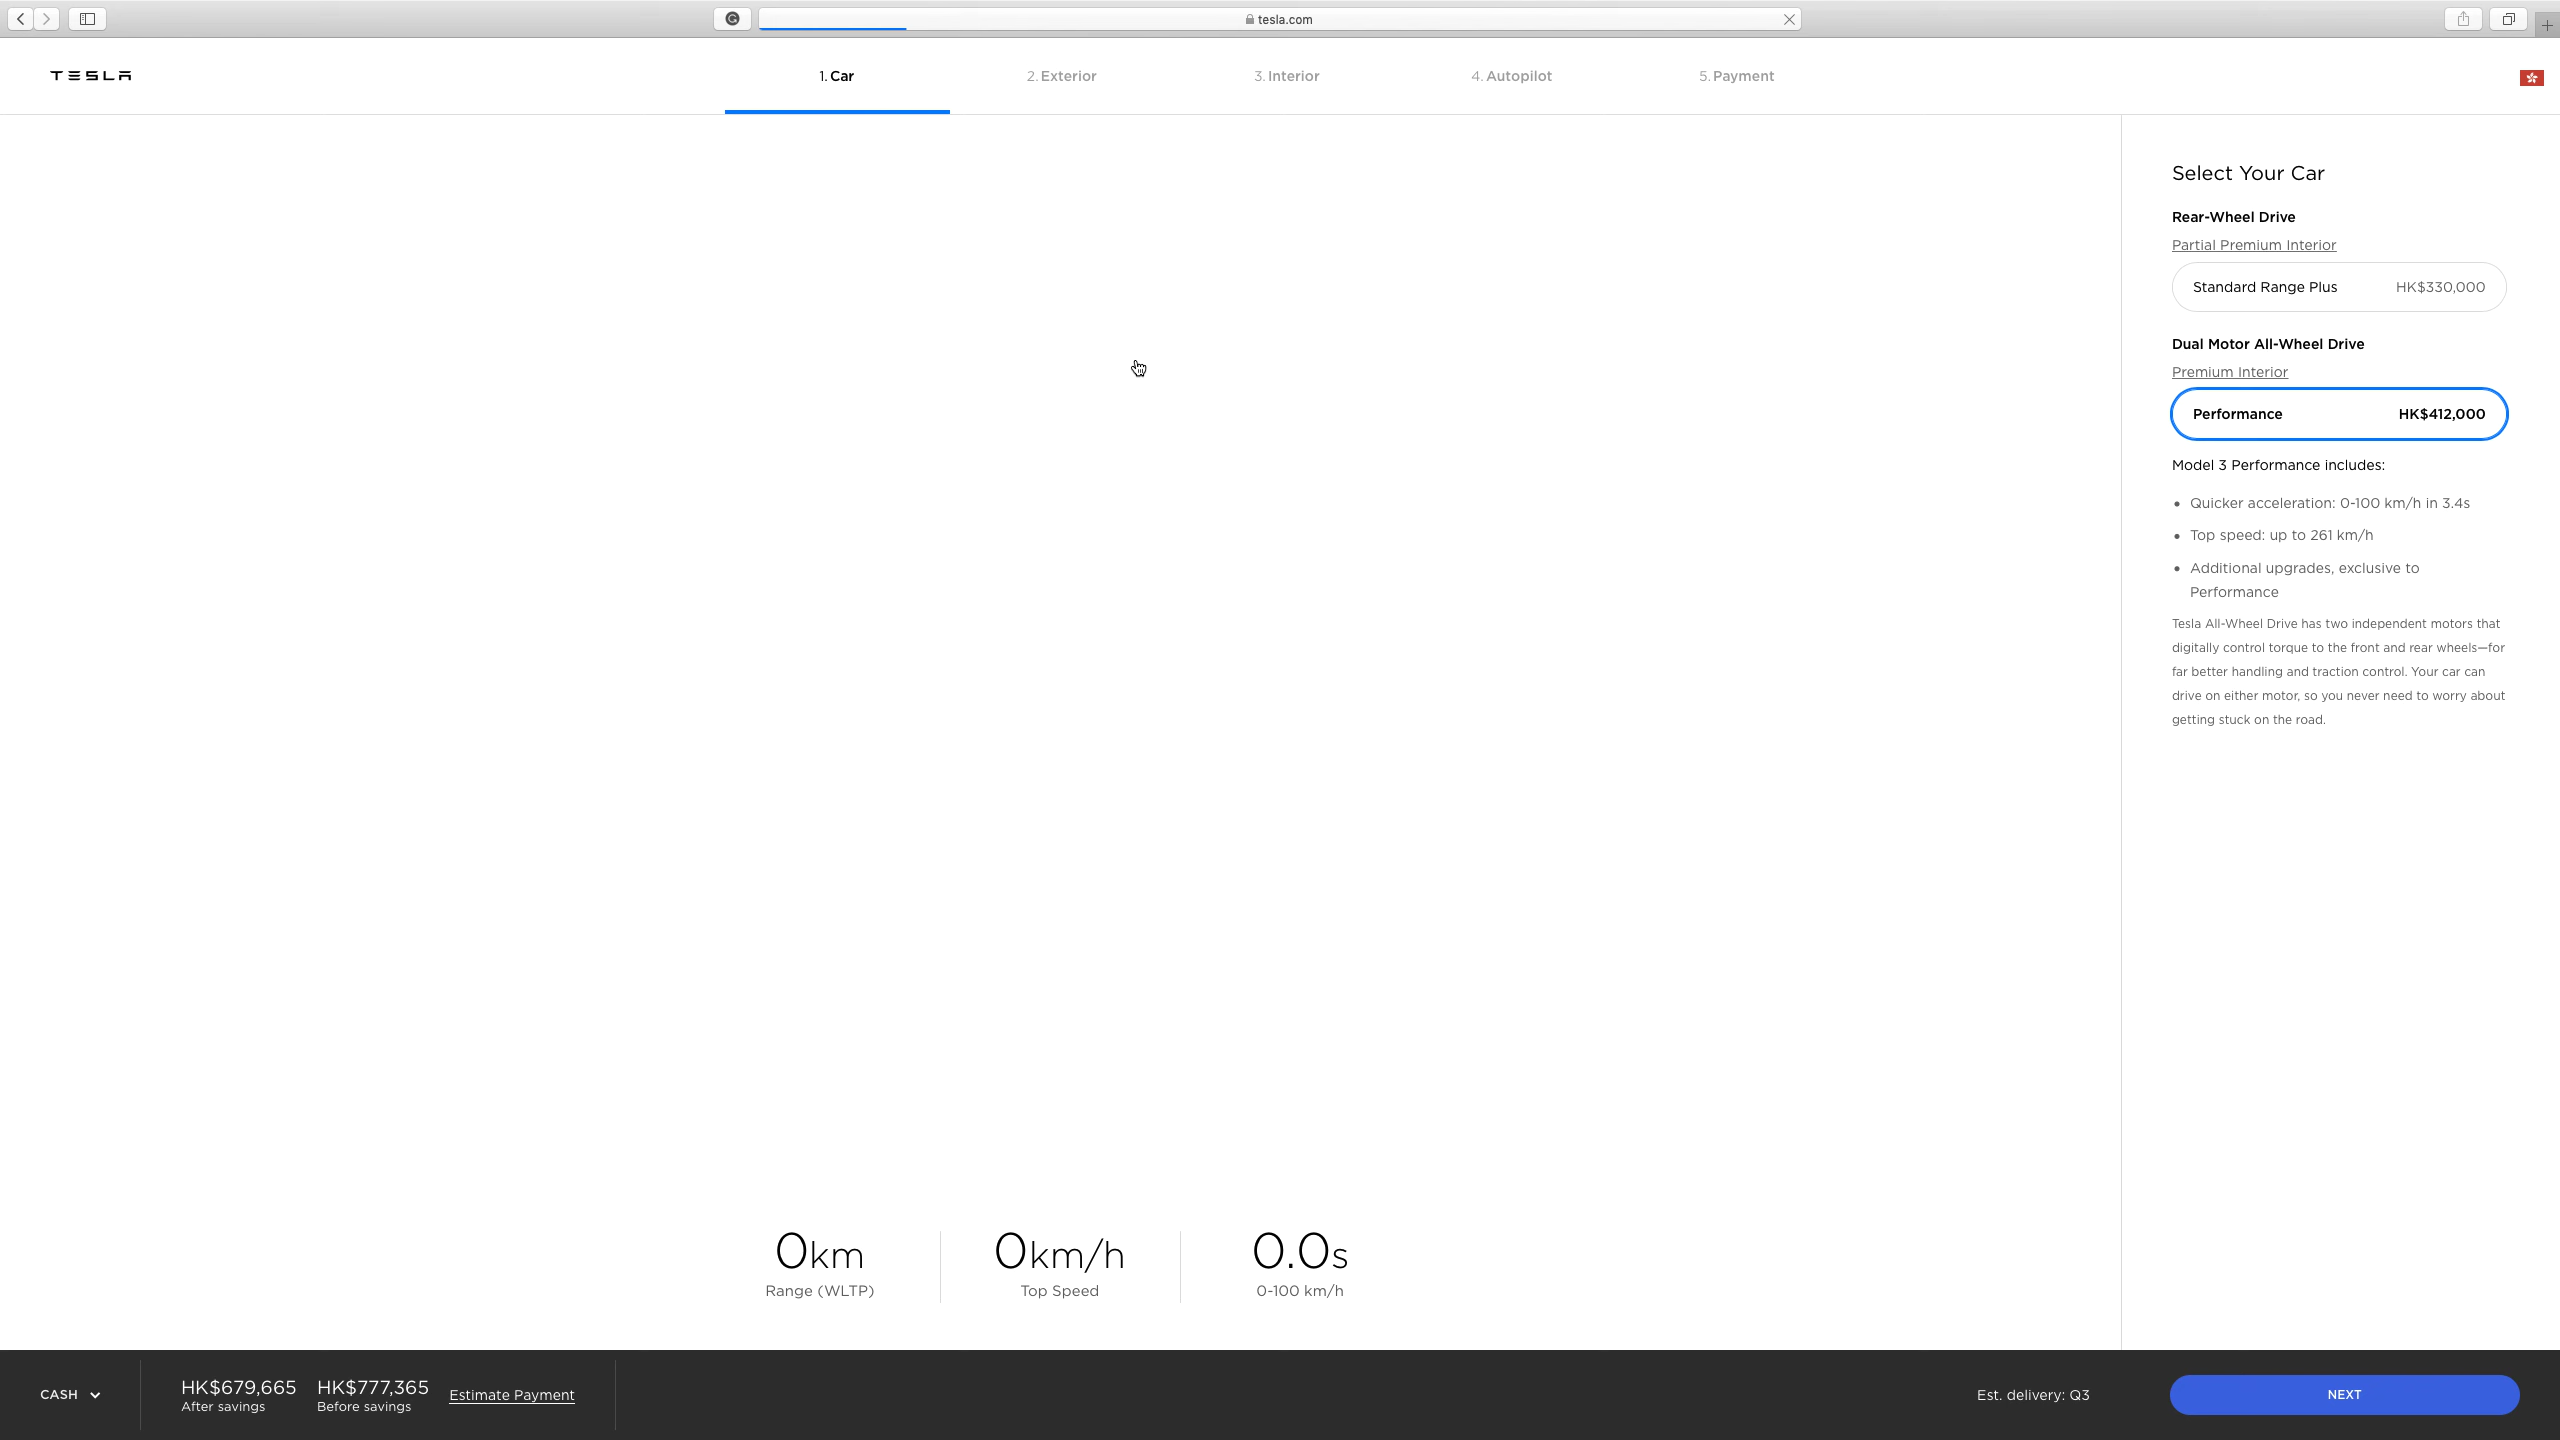 tesla.com
TESLA
1. Car
2. Exterior
3. Interior
4. Autopilot
5. Payment
Select Your Car
Rear-Wheel Drive
Partial Premium Interior
Standard Range Plus HK$330,000
Dual Motor All-Wheel Drive
Premium Interior
Performance HK$412,000
Model 3 Performance includes:
• Quicker acceleration: 0-100 km/h in 3.4s
• Top speed: up to 261 km/h
• Additional upgrades, exclusive to
Performance
Tesla All-Wheel Drive has two independent motors that
digitally control torque to the front and rear wheels—for
far better handling and traction control. Your car can
drive on either motor, so you never need to worry about
getting stuck on the road.
0km
Range (WLTP)
0km/h
Top Speed
0.0s
0-100 km/h
CASH
HK$679,665
After savings
HK$777,365
Before savings
Estimate Payment
Est. delivery: Q3
NEXT